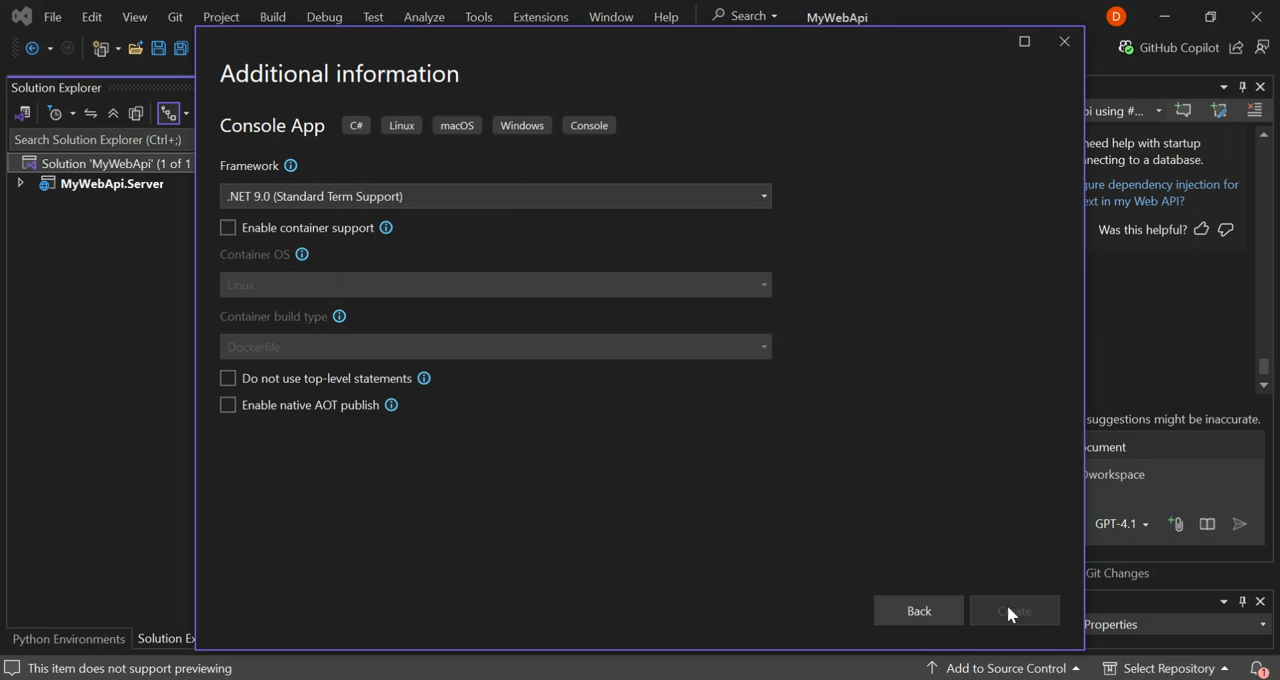 File Edit View Git Project Build Debug Test Analyze Tools Extensions Window Help Search MyWebApi D
GitHub Copilot
Solution Explorer
Search Solution Explorer (Ctrl+;)
Solution 'MyWebApi' (1 of 1
MyWebApi.Server
Additional information
Console App C# Linux macOS Windows Console
Framework
.NET 9.0 (Standard Term Support)
Enable container support
Container OS
Linux
Container build type
Dockerfile
Do not use top-level statements
Enable native AOT publish
Back
using #...
need help with startup
necting to a database.
gure dependency injection for
ext in my Web API?
Was this helpful?
suggestions might be inaccurate.
cument
workspace
GPT-4.1
Git Changes
Properties
Python Environments Solution Ex
This item does not support previewing Add to Source Control Select Repository 1